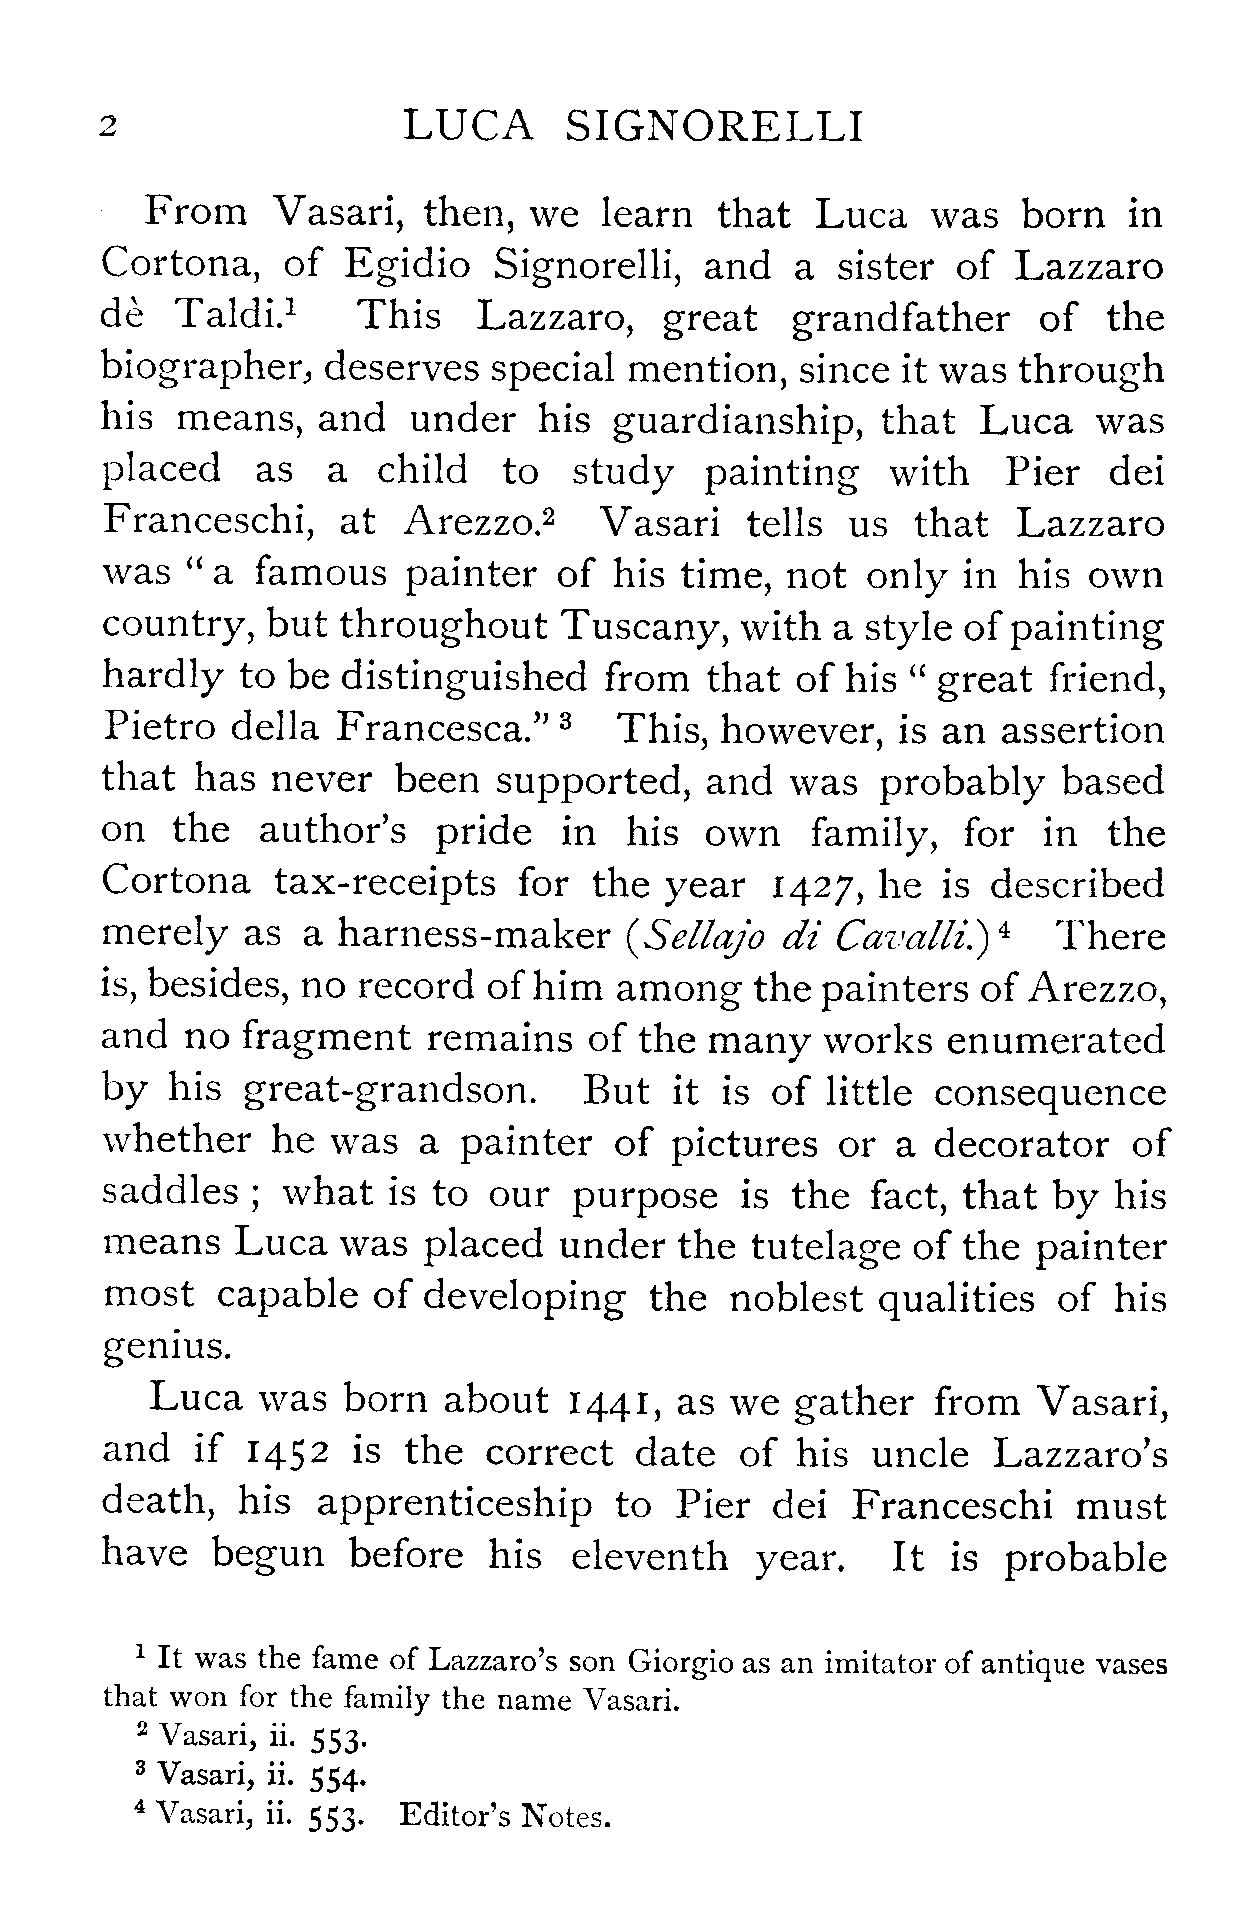 2 LUCA SIGNORELLI
From Vasari, then, we learn that Luca was born in
Cortona, of Egidio Signorelli, and a sister of Lazzaro
dè Taldi.¹ This Lazzaro, great grandfather of the
biographer, deserves special mention, since it was through
his means, and under his guardianship, that Luca was
placed as a child to study painting with Pier dei
Franceschi, at Arezzo.² Vasari tells us that Lazzaro
was “ a famous painter of his time, not only in his own
country, but throughout Tuscany, with a style of painting
hardly to be distinguished from that of his “ great friend,
Pietro della Francesca.” ³ This, however, is an assertion
that has never been supported, and was probably based
on the author’s pride in his own family, for in the
Cortona tax-receipts for the year 1427, he is described
merely as a harness-maker (Sellajo di Cavalli.) ⁴ There
is, besides, no record of him among the painters of Arezzo,
and no fragment remains of the many works enumerated
by his great-grandson. But it is of little consequence
whether he was a painter of pictures or a decorator of
saddles ; what is to our purpose is the fact, that by his
means Luca was placed under the tutelage of the painter
most capable of developing the noblest qualities of his
genius.
Luca was born about 1441, as we gather from Vasari,
and if 1452 is the correct date of his uncle Lazzaro’s
death, his apprenticeship to Pier dei Franceschi must
have begun before his eleventh year. It is probable
¹ It was the fame of Lazzaro’s son Giorgio as an imitator of antique vases
that won for the family the name Vasari.
² Vasari, ii. 553.
³ Vasari, ii. 554.
⁴ Vasari, ii. 553. Editor’s Notes.